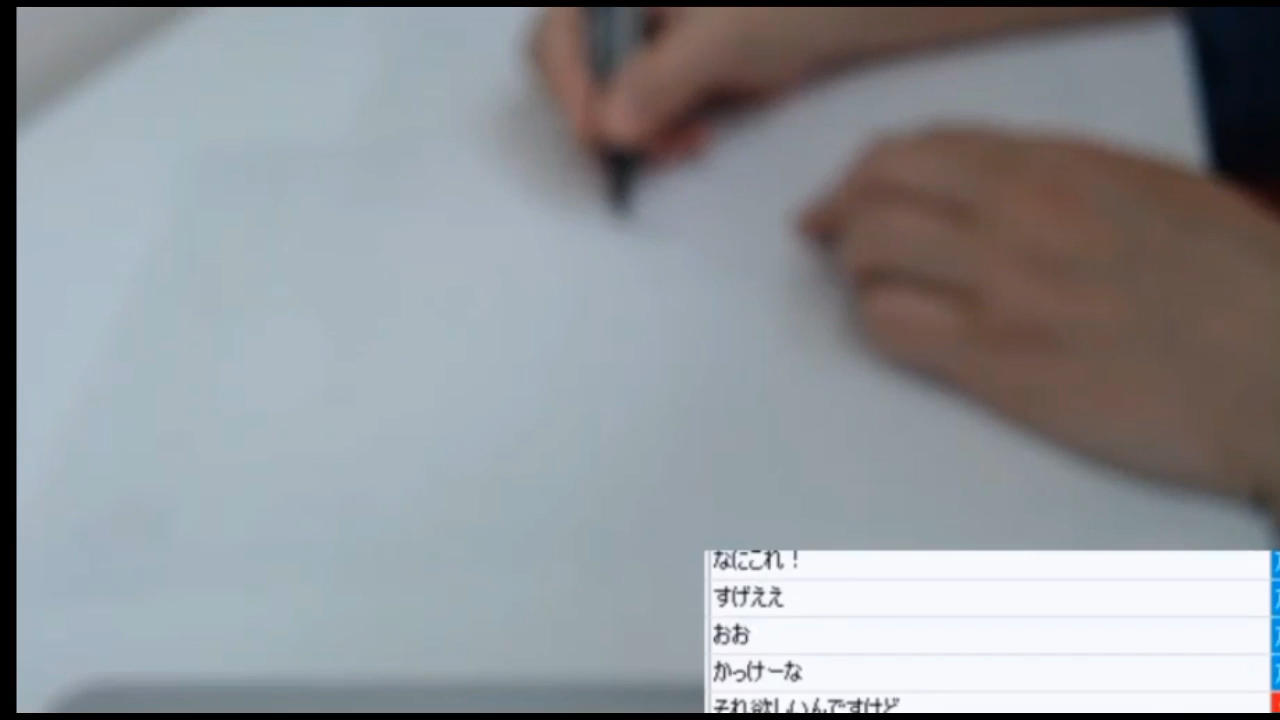 なにこれ！
すげええ
おお
かっけーな
それ欲しいんですけど